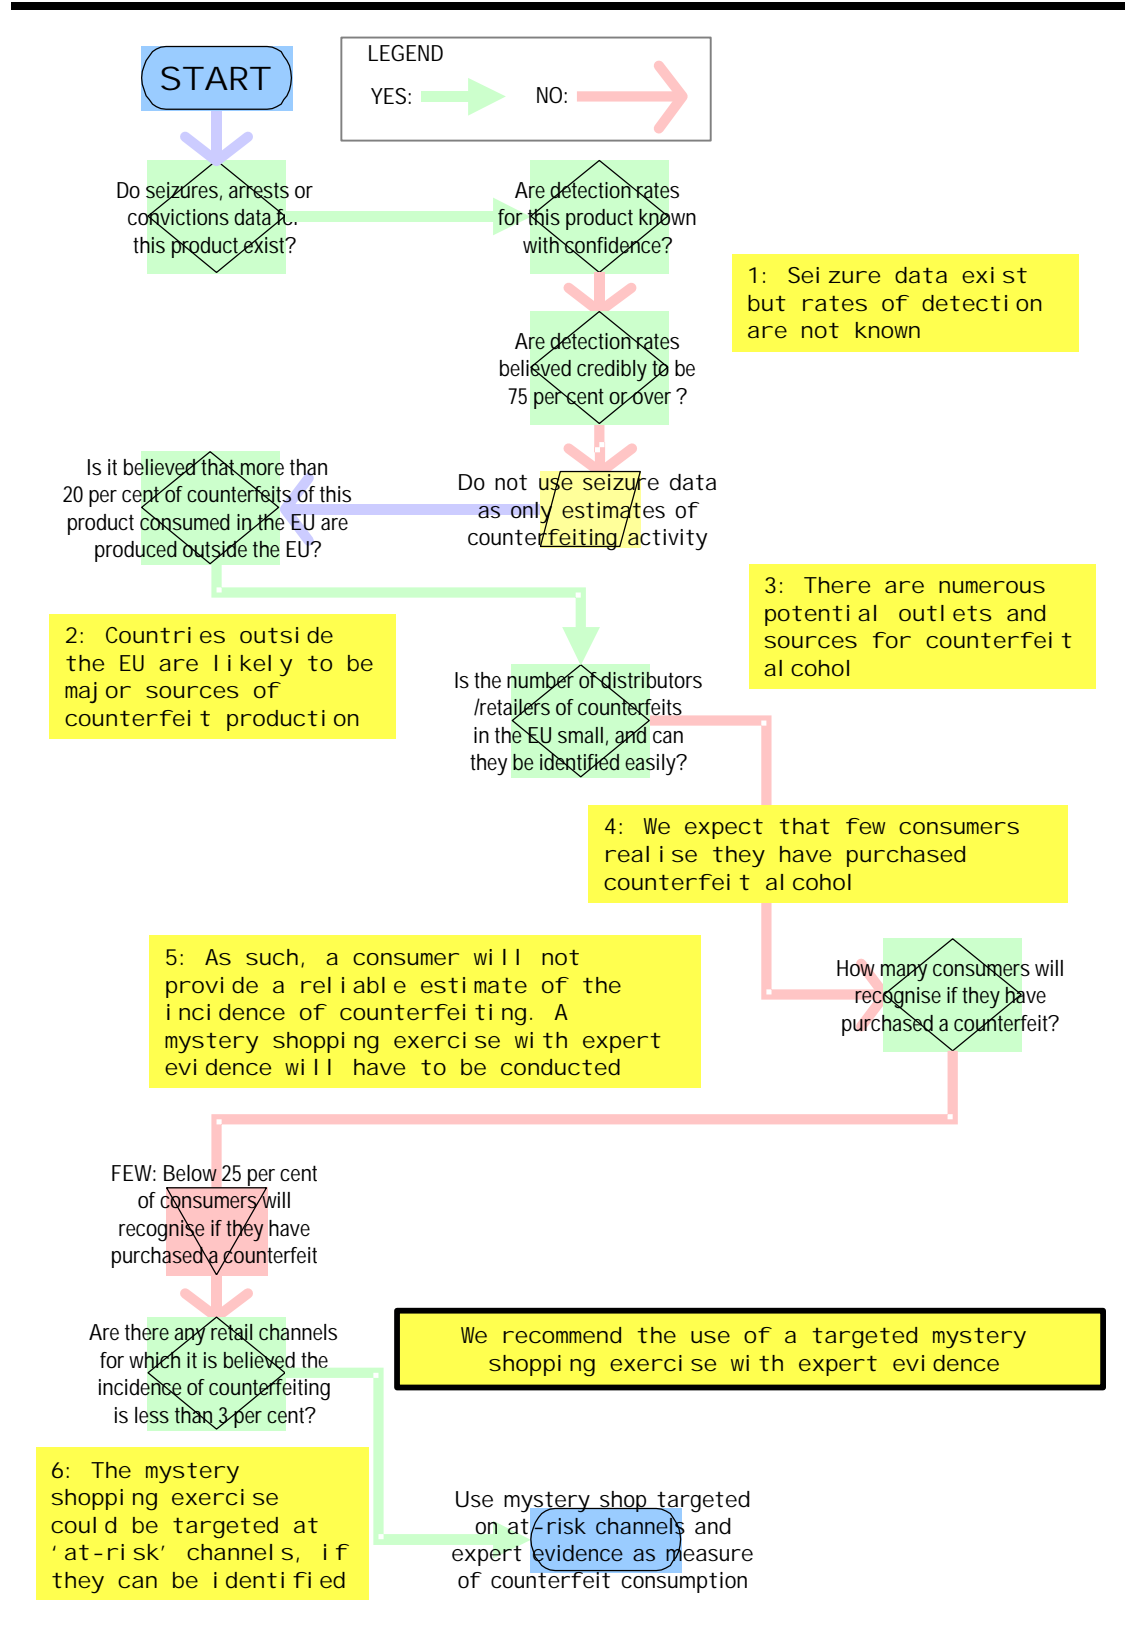 LEGEND
START
YES:
NO:
Do seizures, arrests or
convictions data for
this product exist?
Are detection rates
for this product known
with confidence?
1: Seizure data exist
but rates of detection
are not known
Are detection rates
believed credibly to be
75 per cent or over ?
Is it believed that more than
20 per cent of counterfeits of this
product consumed in the EU are
produced outside the EU?
Do not use seizure data
as only estimates of
counterfeiting activity
3: There are numerous
potential outlets and
sources for counterfeit
alcohol
2: Countries outside
the EU are likely to be
major sources of
counterfeit production
Is the number of distributors
/retailers of counterfeits
in the EU small, and can
they be identified easily?
4: We expect that few consumers
realise they have purchased
counterfeit alcohol
5: As such, a consumer will not
provide a reliable estimate of the
incidence of counterfeiting. A
mystery shopping exercise with expert
evidence will have to be conducted
How many consumers will
recognise if they have
purchased a counterfeit?
FEW: Below 25 per cent
of consumers will
recognise if they have
purchased a counterfeit
Are there any retail channels
for which it is believed the
incidence of counterfeiting
is less than 3 per cent?
We recommend the use of a targeted mystery
shopping exercise with expert evidence
6: The mystery
shopping exercise
could be targeted at
‘at-risk’ channels, if
they can be identified
Use mystery shop targeted
on at-risk channels and
expert evidence as measure
of counterfeit consumption